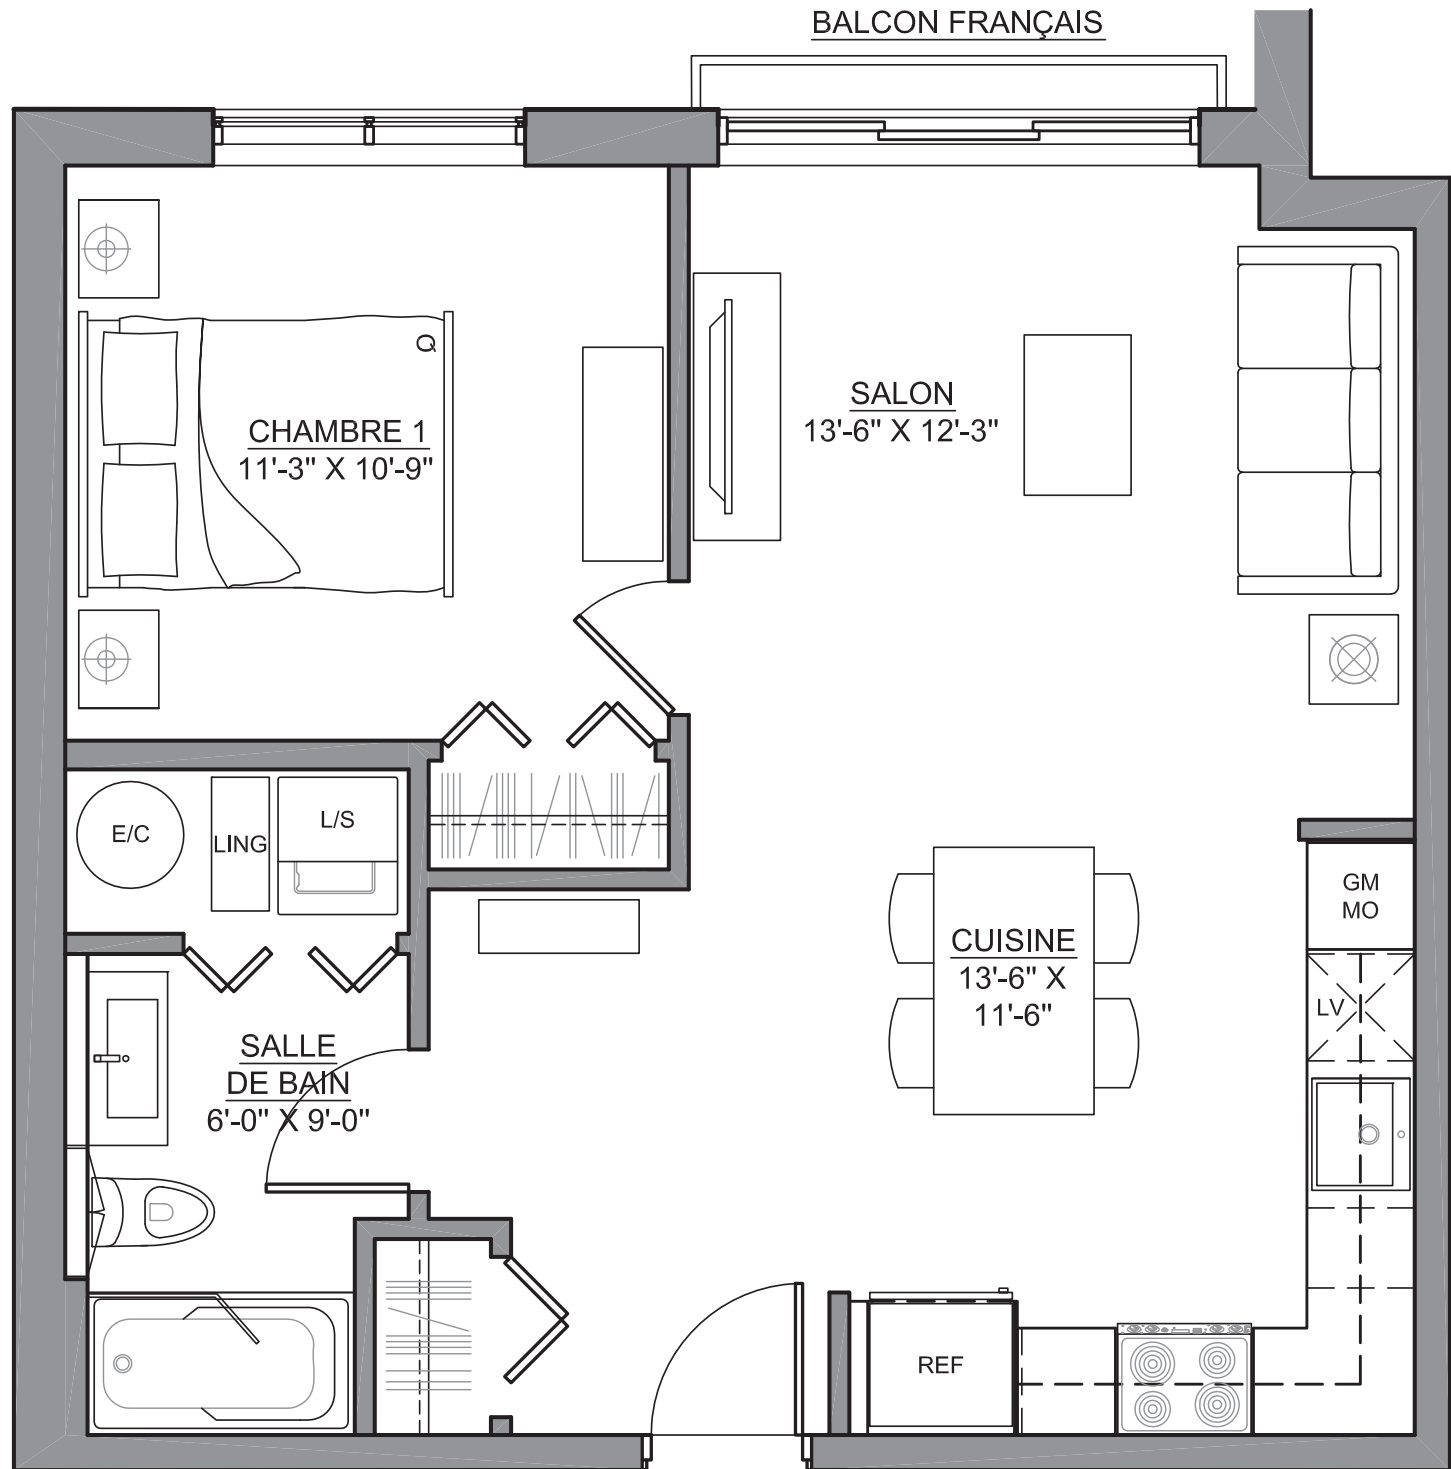 BALCON FRANÇAIS
Q
CHAMBRE 1
11'-3" X 10'-9"
SALON
13'-6" X 12'-3"
E/C
LING
L/S
GM
MO
CUISINE
13'-6" X
11'-6"
LV
SALLE
DE BAIN
6'-0" X 9'-0"
REF